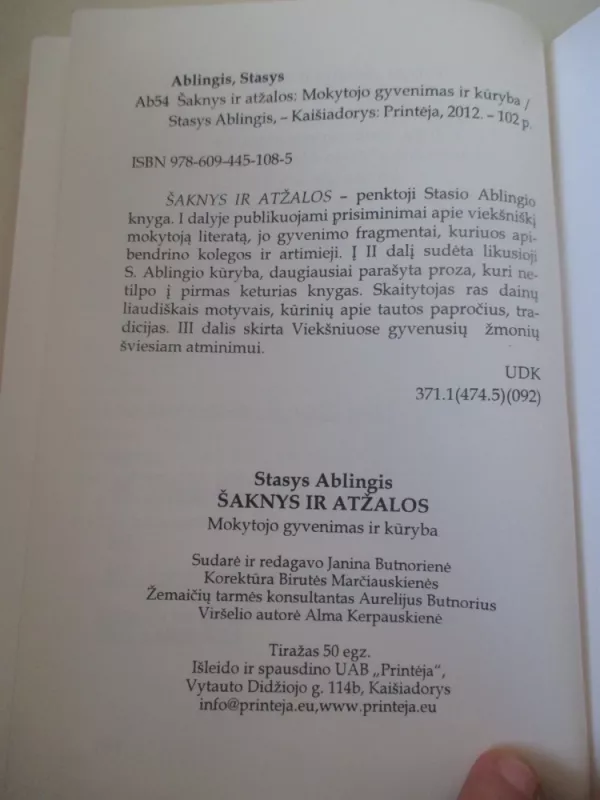 Ablingis, Stasys
Ab54 Šaknys ir atžalos: Mokytojo gyvenimas ir kūryba /
Stasys Ablingis, – Kaišiadorys: Printėja, 2012. – 102 p.
ISBN 978-609-445-108-5
ŠAKNYS IR ATŽALOS – penktoji Stasio Ablingio
knyga. I dalyje publikuojami prisiminimai apie viekšniškį
mokytoją literatą, jo gyvenimo fragmentai, kuriuos api-
bendrino kolegos ir artimieji. Į II dalį sudėta likusioji
S. Ablingio kūryba, daugiausiai parašyta proza, kuri ne-
tilpo į pirmas keturias knygas. Skaitytojas ras dainų
liaudiškais motyvais, kūrinių apie tautos papročius, tra-
dicijas. III dalis skirta Viekšniuose gyvenusių žmonių
šviesiam atminimui.
UDK
371.1(474.5)(092)
Stasys Ablingis
ŠAKNYS IR ATŽALOS
Mokytojo gyvenimas ir kūryba
Sudarė ir redagavo Janina Butnorienė
Korektūra Birutės Marčiauskienės
Žemaičių tarmės konsultantas Aurelijus Butnorius
Viršelio autorė Alma Kerpauskienė
Tiražas 50 egz.
Išleido ir spausdino UAB „Printėja“,
Vytauto Didžiojo g. 114b, Kaišiadorys
info@printeja.eu,www.printeja.eu